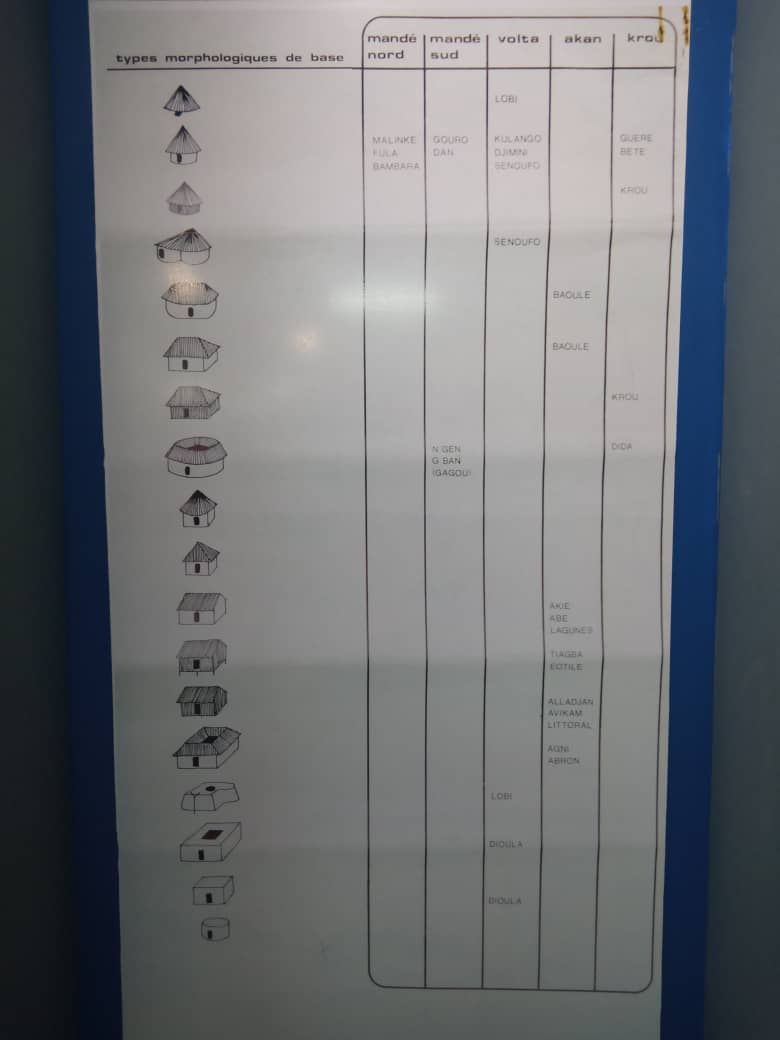 types morphologiques de base
mandé nord
mandé sud
volta
akan
krou
LOBI
MALINKE GOURO KULANGO GUERE
FULA DAN DJIMINI BETE
BAMBARA SENOUFO
KROU
SENOUFO
BAOULE
BAOULE
KROU
N GEN DIDA
G BAN
(GAGOU)
AKIE
ABE
LAGUNES
TIAGBA
EOTILE
ALLADJAN
AVIKAM
LITTORAL
AGNI
ABRON
LOBI
DIOULA
DIOULA